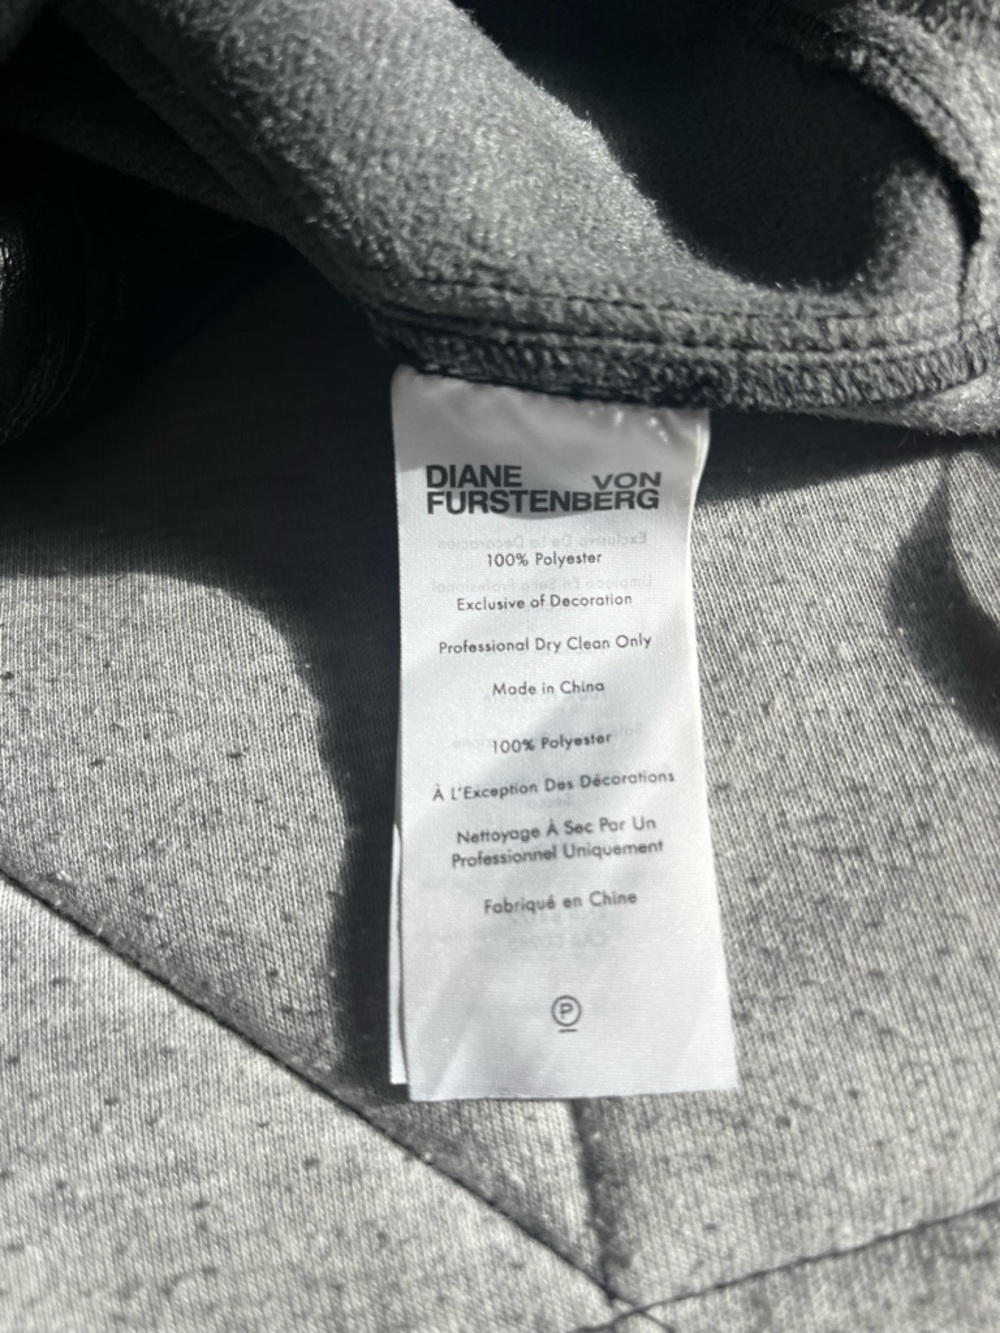 DIANE VON
FURSTENBERG
100% Polyester
Exclusive of Decoration
Professional Dry Clean Only
Made in China
100% Polyester
À L'Exception Des Décorations
Nettoyage À Sec Par Un
Professionnel Uniquement
Fabriqué en Chine
P